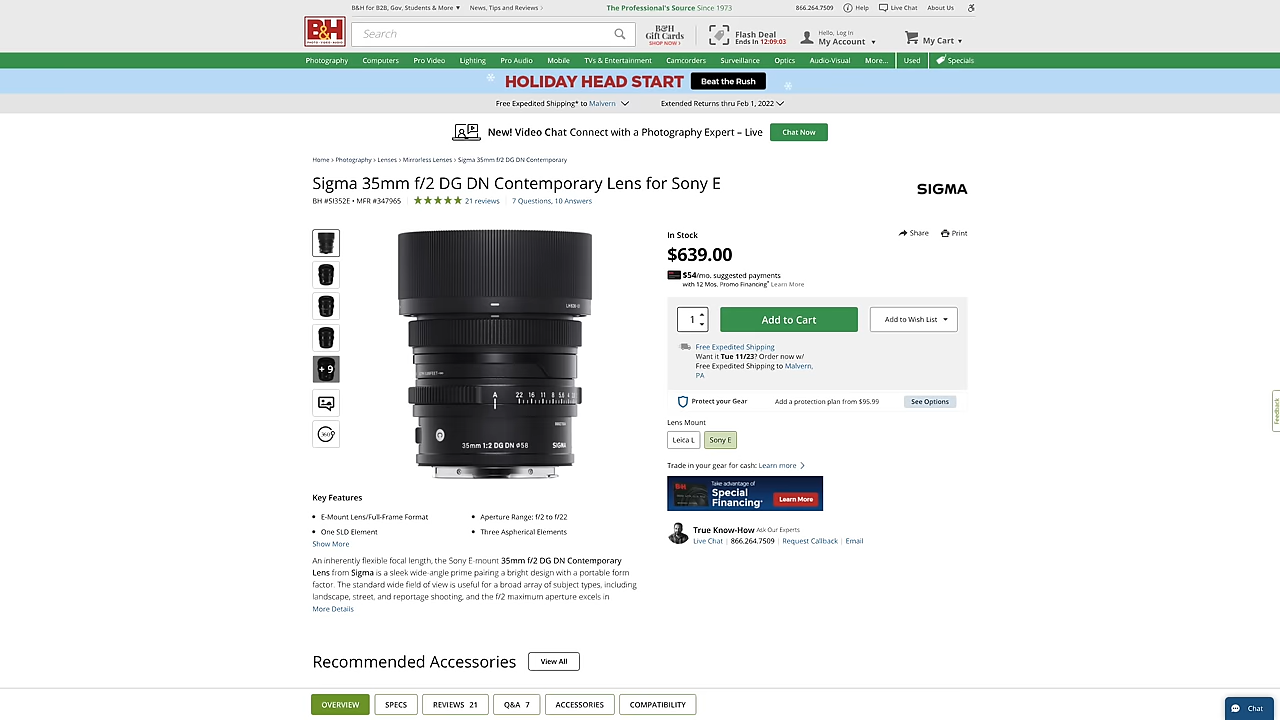 B&H for B2B, Gov, Students & More ▼ News, Tips and Reviews ›
The Professional's Source Since 1973
866.264.7509 Help Live Chat About Us
B&H
PHOTO · VIDEO · AUDIO
Search
B&H
Gift Cards
SHOP NOW ›
Flash Deal
Ends In 12:09:03
Hello, Log In
My Account ▼
My Cart ▼
Photography Computers Pro Video Lighting Pro Audio Mobile TVs & Entertainment Camcorders Surveillance Optics Audio-Visual More... Used Specials
HOLIDAY HEAD START Beat the Rush
Free Expedited Shipping* to Malvern Extended Returns thru Feb 1, 2022
New! Video Chat Connect with a Photography Expert – Live Chat Now
Home › Photography › Lenses › Mirrorless Lenses › Sigma 35mm f/2 DG DN Contemporary
Sigma 35mm f/2 DG DN Contemporary Lens for Sony E
SIGMA
BH #SI352E • MFR #347965 21 reviews 7 Questions, 10 Answers
In Stock
Share Print
$639.00
$54/mo. suggested payments
with 12 Mos. Promo Financing* Learn More
1 Add to Cart Add to Wish List
Free Expedited Shipping
Want it Tue 11/23? Order now w/
Free Expedited Shipping to Malvern,
PA
Protect your Gear Add a protection plan from $95.99 See Options
Lens Mount
Leica L Sony E
Trade in your gear for cash: Learn more
B&H
Take advantage of
Special
Financing*
Learn More
True Know-How Ask Our Experts
Live Chat 866.264.7509 Request Callback Email
+ 9
360
A 22 16 11 8 5.6 4
35mm 1:2 DG DN Ø58 SIGMA
Key Features
E-Mount Lens/Full-Frame Format
Aperture Range: f/2 to f/22
One SLD Element
Three Aspherical Elements
Show More
An inherently flexible focal length, the Sony E-mount 35mm f/2 DG DN Contemporary
Lens from Sigma is a sleek wide-angle prime pairing a bright design with a portable form
factor. The standard wide field of view is useful for a broad array of subject types, including
landscape, street, and reportage shooting, and the f/2 maximum aperture excels in
More Details
Recommended Accessories View All
OVERVIEW SPECS REVIEWS 21 Q&A 7 ACCESSORIES COMPATIBILITY
Feedback
Chat